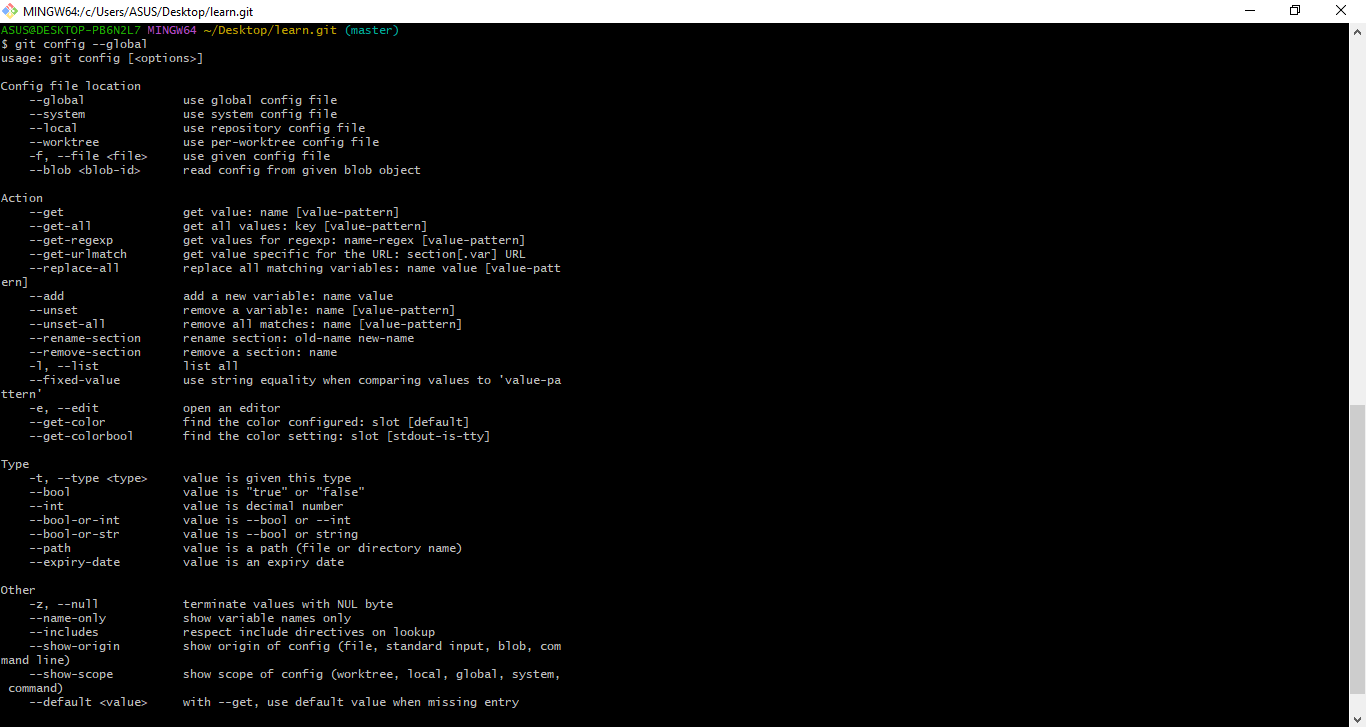 MINGW64:/c/Users/ASUS/Desktop/learn.git
ASUS@DESKTOP-PB6N2L7 MINGW64 ~/Desktop/learn.git (master)
$ git config --global
usage: git config [<options>]

Config file location
    --global              use global config file
    --system              use system config file
    --local               use repository config file
    --worktree            use per-worktree config file
    -f, --file <file>     use given config file
    --blob <blob-id>      read config from given blob object

Action
    --get                 get value: name [value-pattern]
    --get-all             get all values: key [value-pattern]
    --get-regexp          get values for regexp: name-regex [value-pattern]
    --get-urlmatch        get value specific for the URL: section[.var] URL
    --replace-all         replace all matching variables: name value [value-patt
ern]
    --add                 add a new variable: name value
    --unset               remove a variable: name [value-pattern]
    --unset-all           remove all matches: name [value-pattern]
    --rename-section      rename section: old-name new-name
    --remove-section      remove a section: name
    -l, --list            list all
    --fixed-value         use string equality when comparing values to 'value-pa
ttern'
    -e, --edit            open an editor
    --get-color           find the color configured: slot [default]
    --get-colorbool       find the color setting: slot [stdout-is-tty]

Type
    -t, --type <type>     value is given this type
    --bool                value is "true" or "false"
    --int                 value is decimal number
    --bool-or-int         value is --bool or --int
    --bool-or-str         value is --bool or string
    --path                value is a path (file or directory name)
    --expiry-date         value is an expiry date

Other
    -z, --null            terminate values with NUL byte
    --name-only           show variable names only
    --includes            respect include directives on lookup
    --show-origin         show origin of config (file, standard input, blob, com
mand line)
    --show-scope          show scope of config (worktree, local, global, system,
 command)
    --default <value>     with --get, use default value when missing entry